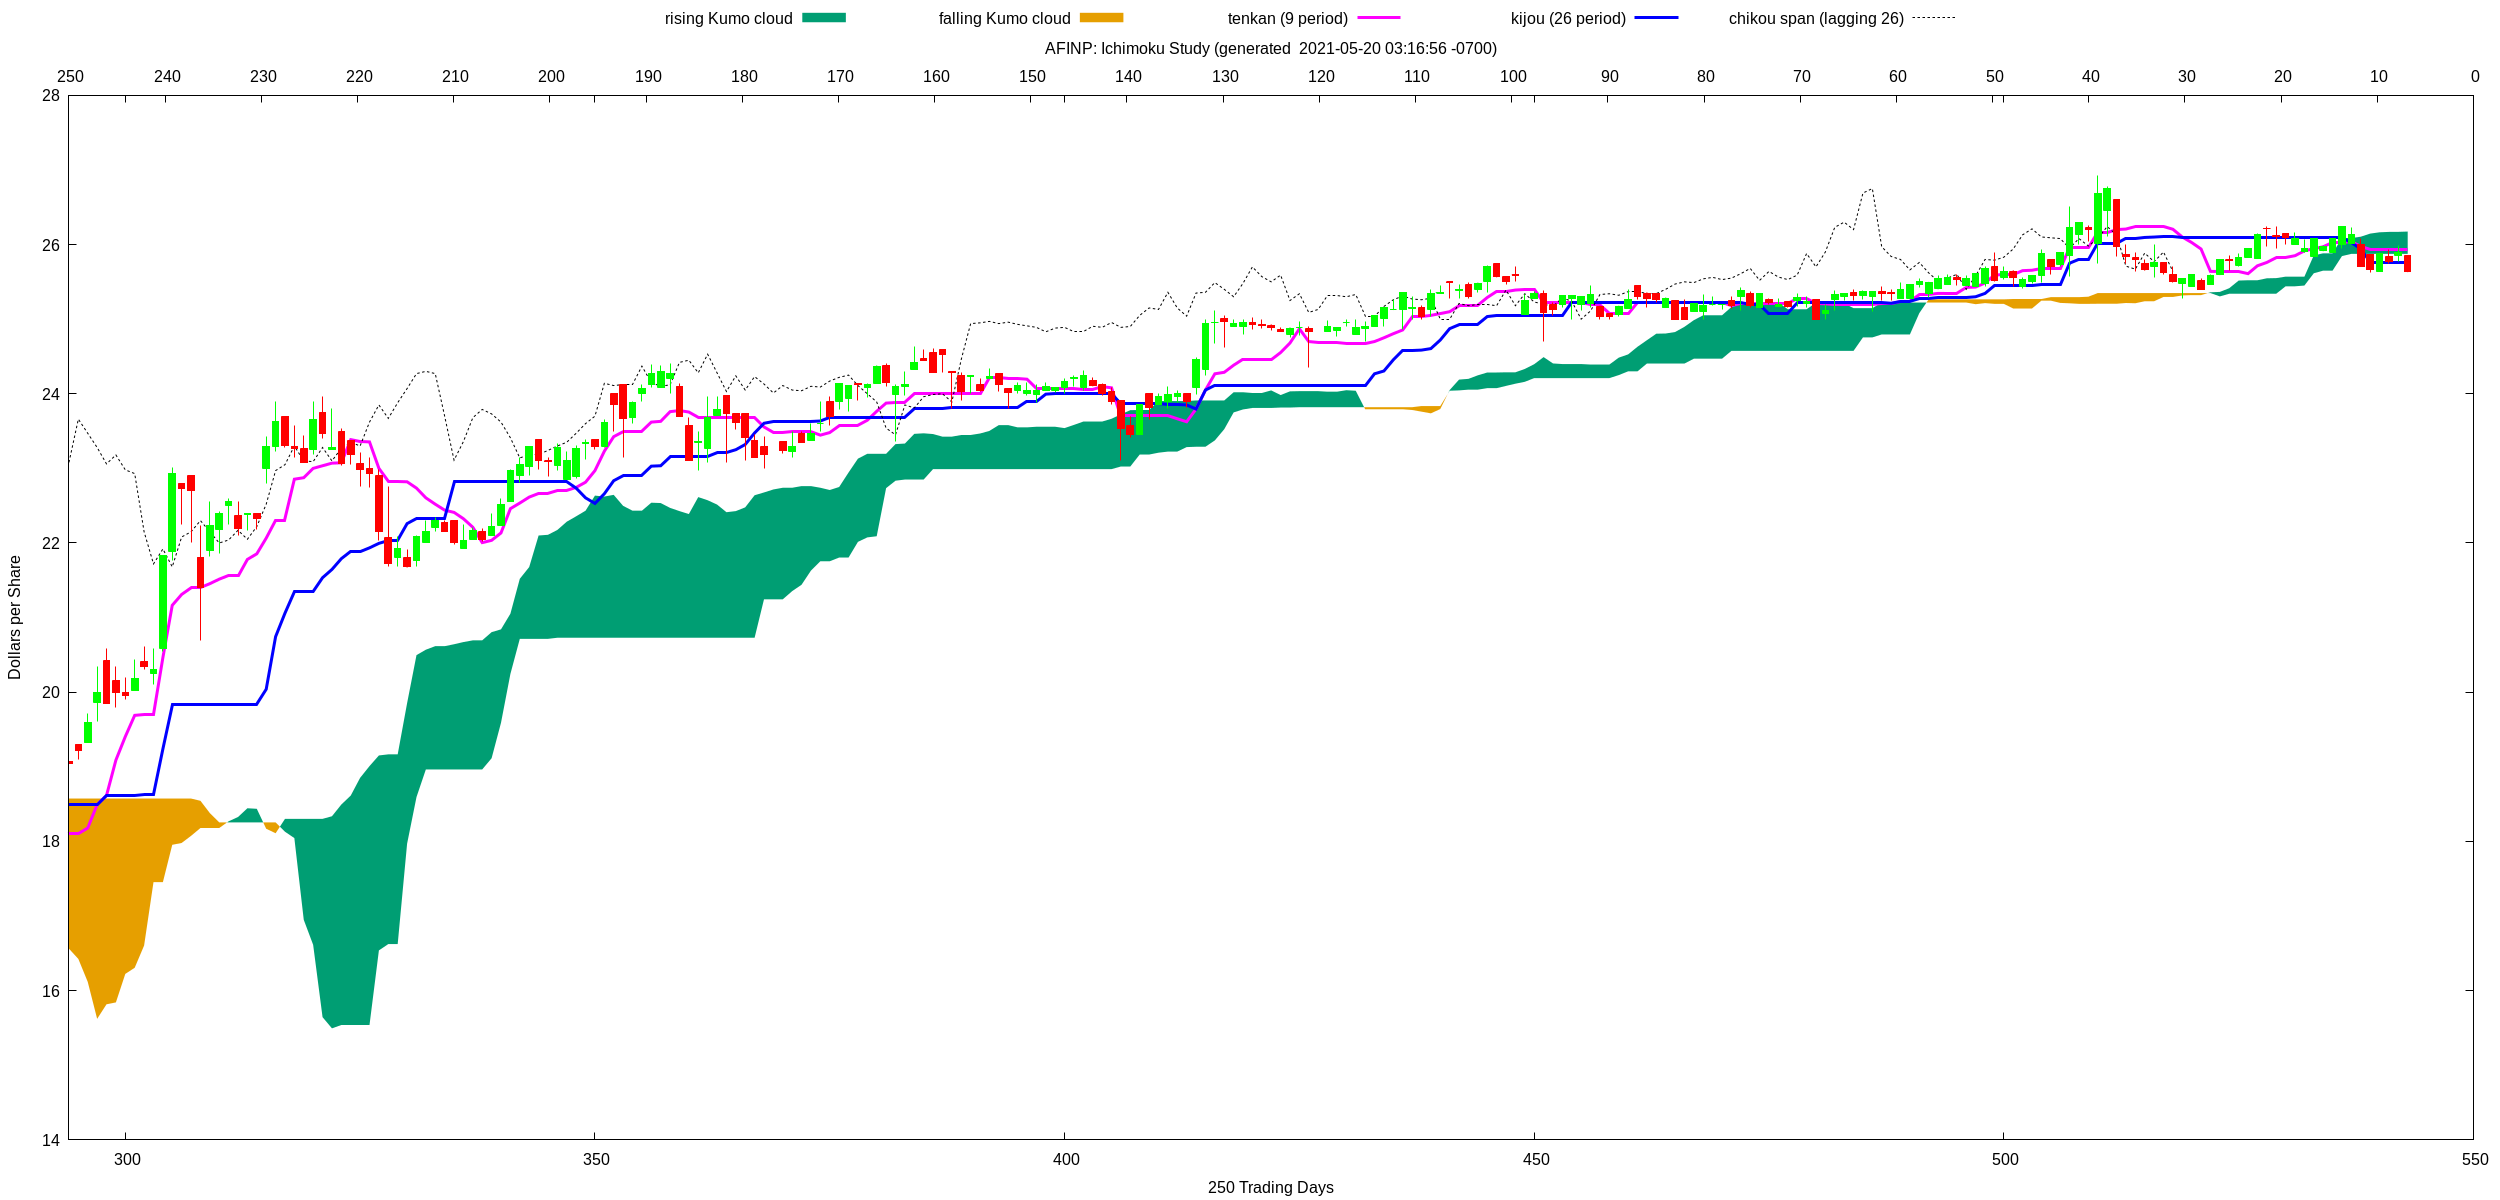 rising Kumo cloud falling Kumo cloud tenkan (9 period) kijou (26 period) chikou span (lagging 26)
AFINP: Ichimoku Study (generated  2021-05-20 03:16:56 -0700)
250 240 230 220 210 200 190 180 170 160 150 140 130 120 110 100 90 80 70 60 50 40 30 20 10 0
28
26
24
22
20
18
16
14
Dollars per Share
300 350 400 450 500 550
250 Trading Days